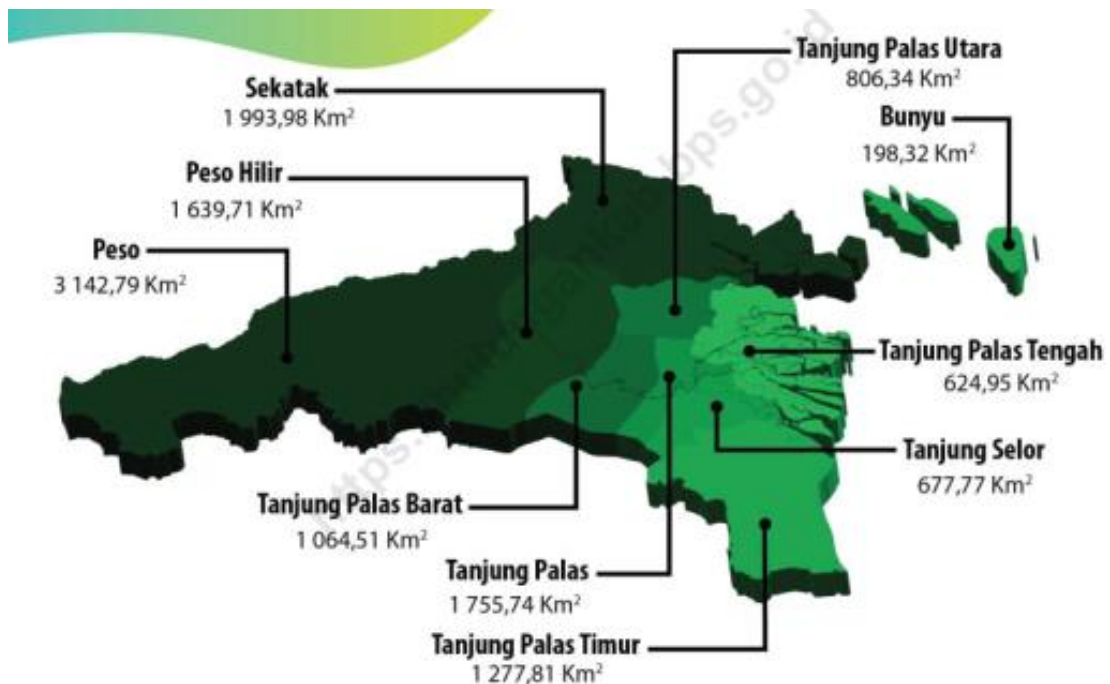 Tanjung Palas Utara
806,34 Km²
Sekatak
1 993,98 Km²
Bunyu
198,32 Km²
Peso Hilir
1 639,71 Km²
Peso
3 142,79 Km²
Tanjung Palas Tengah
624,95 Km²
Tanjung Selor
677,77 Km²
Tanjung Palas Barat
1 064,51 Km²
Tanjung Palas
1 755,74 Km²
Tanjung Palas Timur
1 277,81 Km²